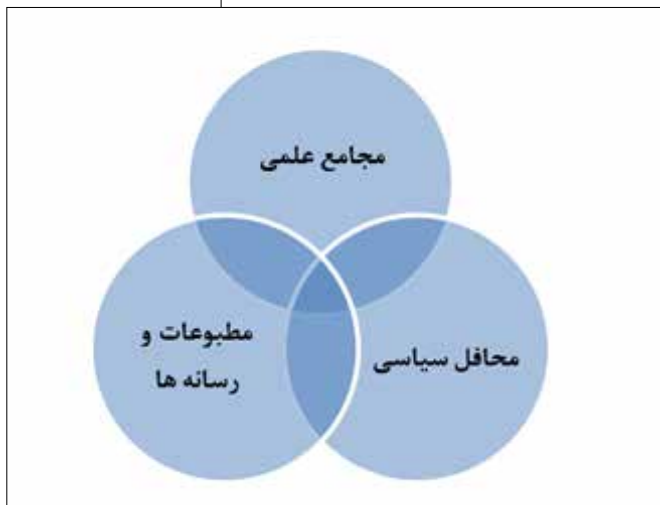 مجامع علمی
مطبوعات و
رسانه ها
محافل سیاسی